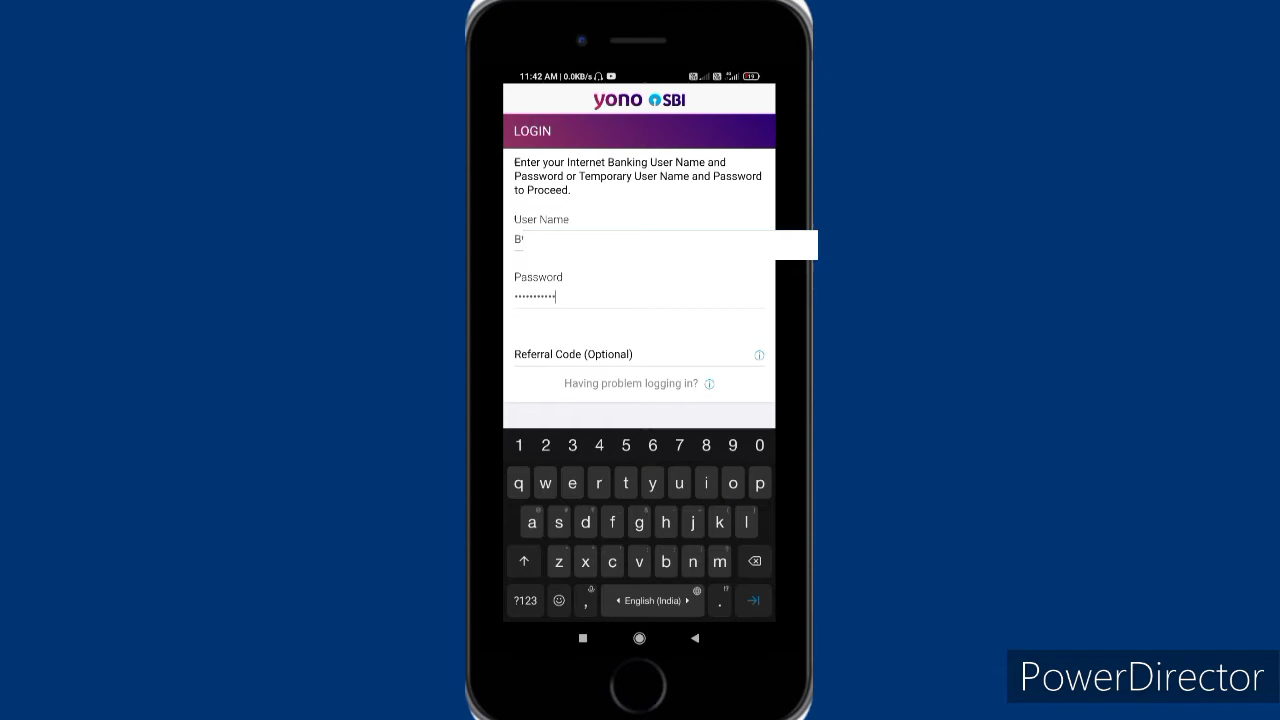 11:42 AM | 0.0KB/s
19
yono SBI
LOGIN
Enter your Internet Banking User Name and
Password or Temporary User Name and Password
to Proceed.
User Name
Password
•••••••••••
Referral Code (Optional)
Having problem logging in?
1 2 3 4 5 6 7 8 9 0
q w e r t y u i o p
a s d f g h j k l
z x c v b n m
?123 , English (India) .
PowerDirector